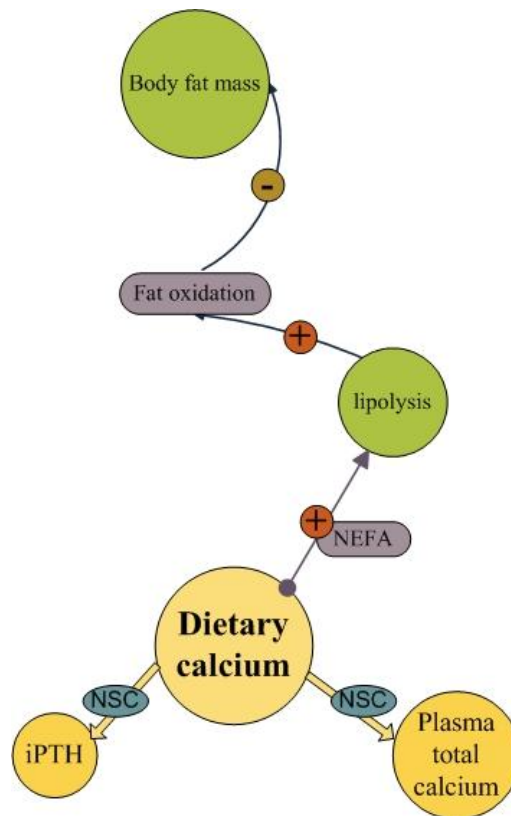 Body fat mass
-
Fat oxidation
+
lipolysis
+
NEFA
Dietary
calcium
NSC
NSC
iPTH
Plasma
total
calcium